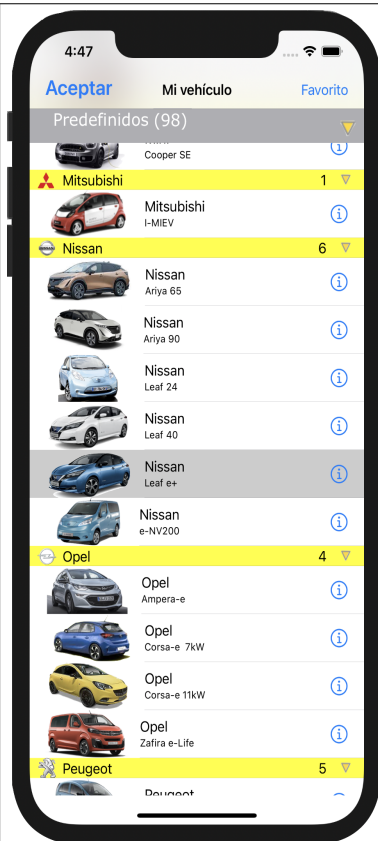 4:47
Aceptar Mi vehículo Favorito
Predefinidos (98)
Cooper SE
Mitsubishi 1
Mitsubishi
I-MIEV
Nissan 6
Nissan
Ariya 65
Nissan
Ariya 90
Nissan
Leaf 24
Nissan
Leaf 40
Nissan
Leaf e+
Nissan
e-NV200
Opel 4
Opel
Ampera-e
Opel
Corsa-e 7kW
Opel
Corsa-e 11kW
Opel
Zafira e-Life
Peugeot 5
Peugeot